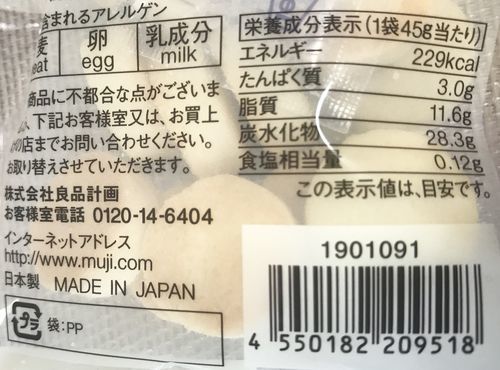 含まれるアレルゲン
麦 卵 乳成分
eat egg milk
商品に不都合な点がございま
、下記お客様室又は、お買上
の店までお問い合わせください。
お取り替えさせていただきます。
株式会社良品計画
お客様室電話 0120-14-6404
インターネットアドレス
http://www.muji.com
日本製 MADE IN JAPAN
プラ 袋:PP
栄養成分表示(1袋45g当たり)
エネルギー 229kcal
たんぱく質 3.0g
脂質 11.6g
炭水化物 28.3g
食塩相当量 0.12g
この表示値は、目安です。
1901091
4 550182 209518